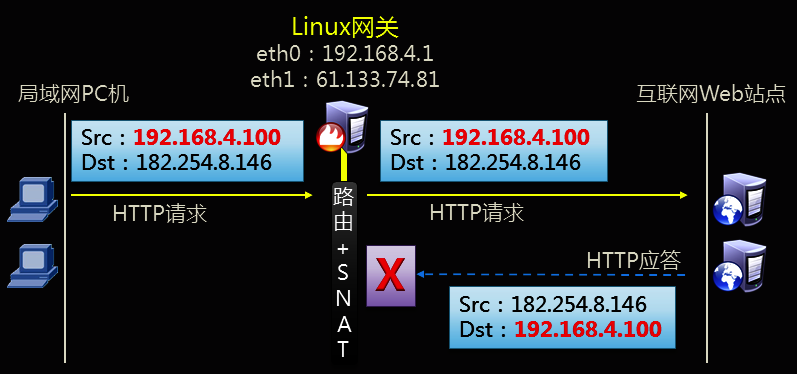 Linux网关
eth0：192.168.4.1
eth1：61.133.74.81
局域网PC机
互联网Web站点
Src：192.168.4.100
Dst：182.254.8.146
Src：192.168.4.100
Dst：182.254.8.146
HTTP请求
路由+SNAT
HTTP请求
X
HTTP应答
Src：182.254.8.146
Dst：192.168.4.100